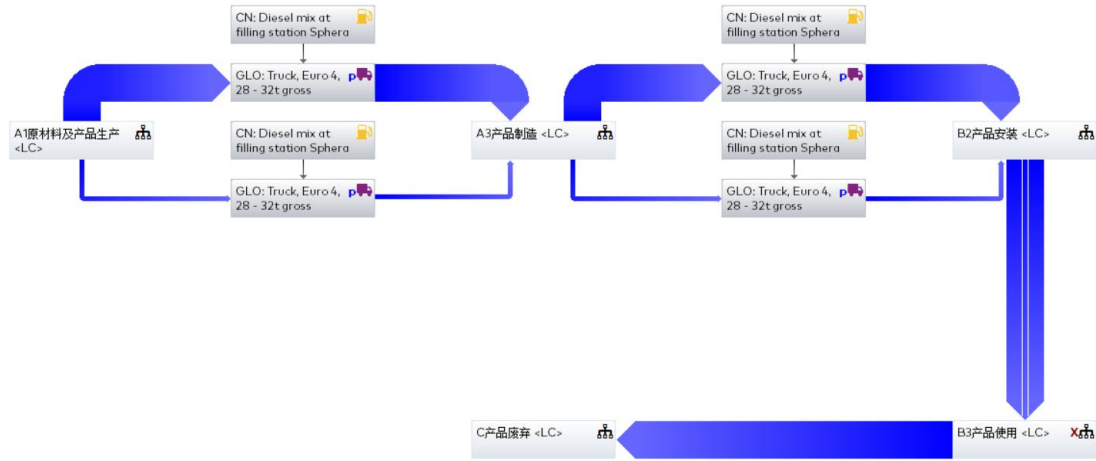 CN: Diesel mix at
filling station Sphera
CN: Diesel mix at
filling station Sphera
GLO: Truck, Euro 4,
28 - 32t gross
p
GLO: Truck, Euro 4,
28 - 32t gross
p
A1原材料及产品生产
<LC>
CN: Diesel mix at
filling station Sphera
A3产品制造 <LC>
CN: Diesel mix at
filling station Sphera
B2产品安装 <LC>
GLO: Truck, Euro 4,
28 - 32t gross
p
GLO: Truck, Euro 4,
28 - 32t gross
p
C产品废弃 <LC>
B3产品使用 <LC>
X